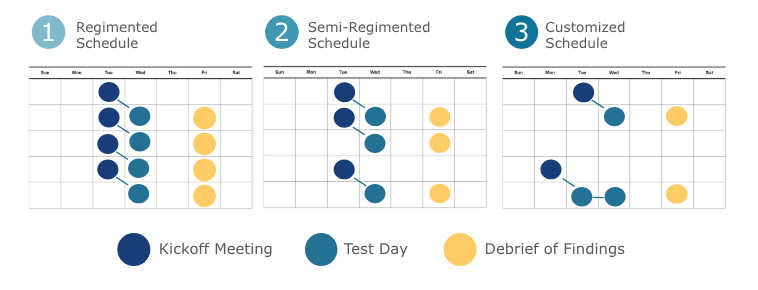 1 Regimented Schedule
2 Semi-Regimented Schedule
3 Customized Schedule
Sun Mon Tue Wed Thu Fri Sat
Sun Mon Tue Wed Thu Fri Sat
Sun Mon Tue Wed Thu Fri Sat
Kickoff Meeting
Test Day
Debrief of Findings